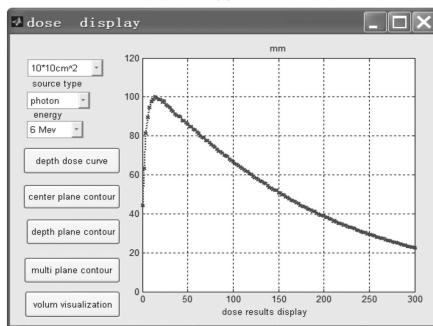 dose display
mm
10*10cm^2
source type
photon
energy
6 Mev
depth dose curve
center plane contour
depth plane contour
multi plane contour
volum visualization
120
100
80
60
40
20
0
0 50 100 150 200 250 300
dose results display